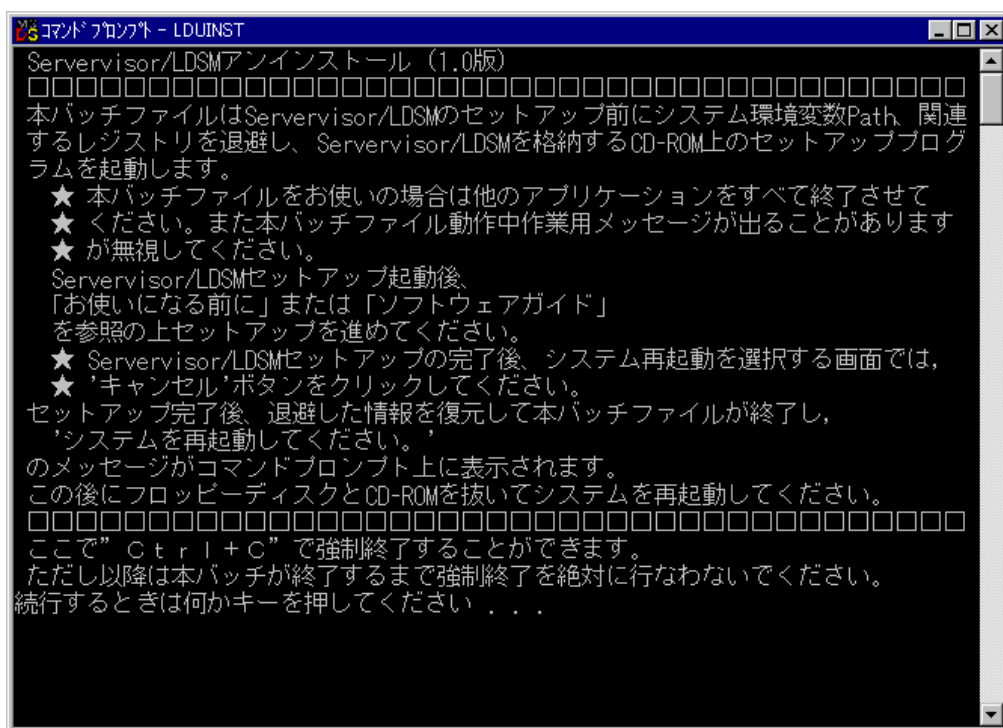 コマンド プロンプト - LDUINST
Servervisor/LDSMアンインストール (1.0版)
□□□□□□□□□□□□□□□□□□□□□□□□□□□□□□□□□□□□□□□
本バッチファイルはServervisor/LDSMのセットアップ前にシステム環境変数Path、関連
するレジストリを退避し、Servervisor/LDSMを格納するCD-ROM上のセットアッププログ
ラムを起動します。
★ 本バッチファイルをお使いの場合は他のアプリケーションをすべて終了させて
★ ください。また本バッチファイル動作中作業用メッセージが出ることがあります
★ が無視してください。
Servervisor/LDSMセットアップ起動後、
「お使いになる前に」または「ソフトウェアガイド」
を参照の上セットアップを進めてください。
★ Servervisor/LDSMセットアップの完了後、システム再起動を選択する画面では,
★ 'キャンセル'ボタンをクリックしてください。
セットアップ完了後、退避した情報を復元して本バッチファイルが終了し,
'システムを再起動してください。'
のメッセージがコマンドプロンプト上に表示されます。
この後にフロッピーディスクとCD-ROMを抜いてシステムを再起動してください。
□□□□□□□□□□□□□□□□□□□□□□□□□□□□□□□□□□□□□□□
ここで”Ｃｔｒｌ＋Ｃ”で強制終了することができます。
ただし以降は本バッチが終了するまで強制終了を絶対に行なわないでください。
続行するときは何かキーを押してください . . .